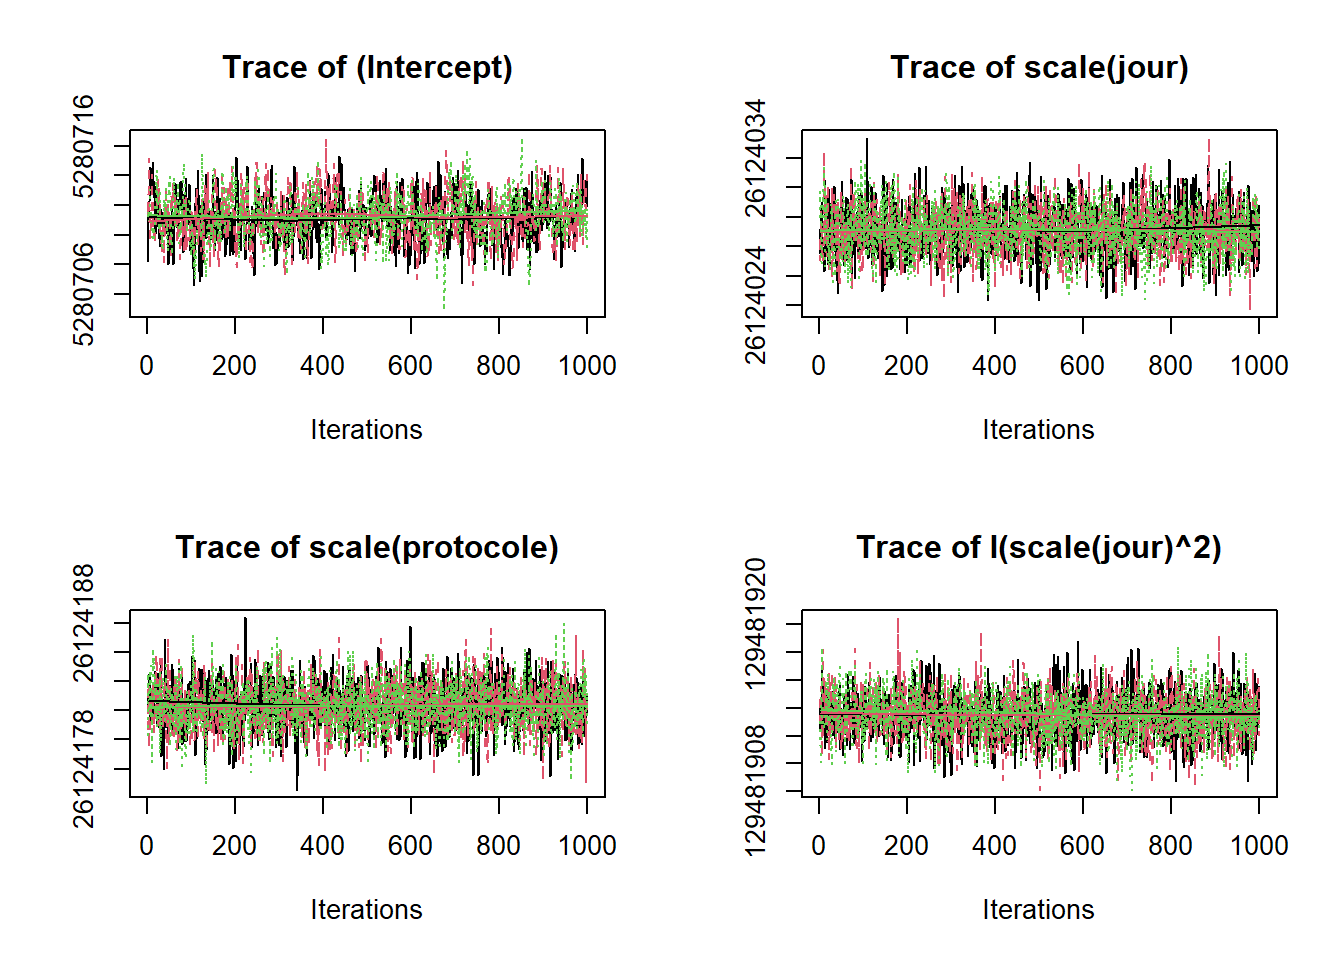 Trace of (Intercept)
5280706 5280716
0 200 400 600 800 1000
Iterations
Trace of scale(jour)
26124024 26124034
0 200 400 600 800 1000
Iterations
Trace of scale(protocole)
26124178 26124188
0 200 400 600 800 1000
Iterations
Trace of I(scale(jour)^2)
129481908 129481920
0 200 400 600 800 1000
Iterations